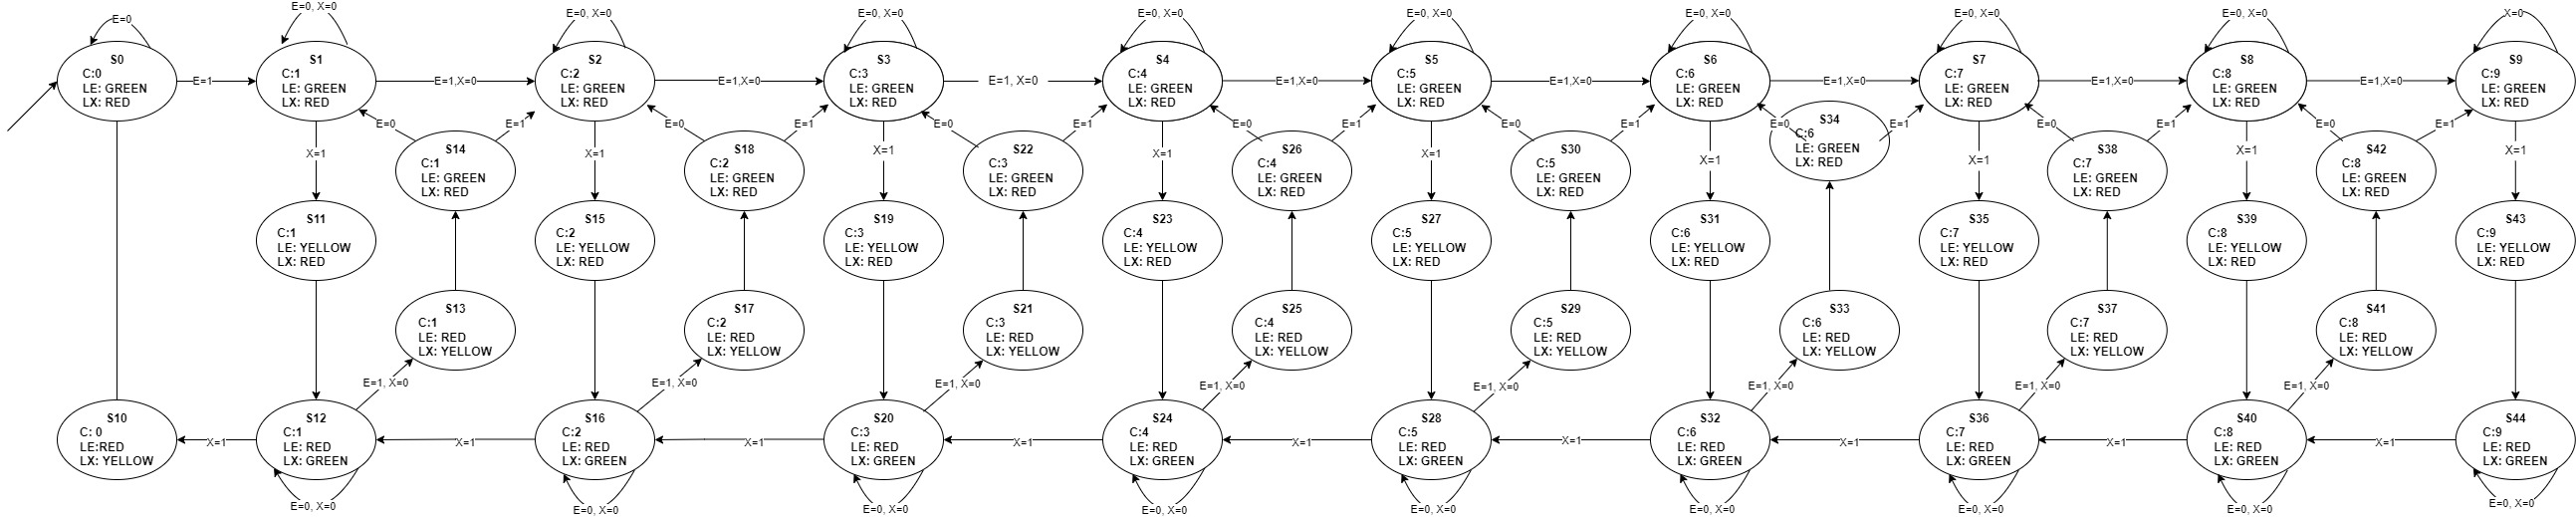 E=0
E=0, X=0
E=0, X=0
E=0, X=0
E=0, X=0
E=0, X=0
E=0, X=0
E=0, X=0
E=0, X=0
X=0
S0
C:0
LE: GREEN
LX: RED
E=1
S1
C:1
LE: GREEN
LX: RED
E=1,X=0
S2
C:2
LE: GREEN
LX: RED
E=1,X=0
S3
C:3
LE: GREEN
LX: RED
E=1, X=0
S4
C:4
LE: GREEN
LX: RED
E=1,X=0
S5
C:5
LE: GREEN
LX: RED
E=1,X=0
S6
C:6
LE: GREEN
LX: RED
E=1,X=0
S7
C:7
LE: GREEN
LX: RED
E=1,X=0
S8
C:8
LE: GREEN
LX: RED
E=1,X=0
S9
C:9
LE: GREEN
LX: RED
X=1
E=0
E=1
S14
C:1
LE: GREEN
LX: RED
X=1
E=0
E=1
S18
C:2
LE: GREEN
LX: RED
X=1
E=0
E=1
S22
C:3
LE: GREEN
LX: RED
X=1
E=0
E=1
S26
C:4
LE: GREEN
LX: RED
X=1
E=0
E=1
S30
C:5
LE: GREEN
LX: RED
X=1
E=0
E=1
S34
C:6
LE: GREEN
LX: RED
X=1
E=0
E=1
S38
C:7
LE: GREEN
LX: RED
X=1
E=0
E=1
S42
C:8
LE: GREEN
LX: RED
X=1
S11
C:1
LE: YELLOW
LX: RED
S15
C:2
LE: YELLOW
LX: RED
S19
C:3
LE: YELLOW
LX: RED
S23
C:4
LE: YELLOW
LX: RED
S27
C:5
LE: YELLOW
LX: RED
S31
C:6
LE: YELLOW
LX: RED
S35
C:7
LE: YELLOW
LX: RED
S39
C:8
LE: YELLOW
LX: RED
S43
C:9
LE: YELLOW
LX: RED
S13
C:1
LE: RED
LX: YELLOW
S17
C:2
LE: RED
LX: YELLOW
S21
C:3
LE: RED
LX: YELLOW
S25
C:4
LE: RED
LX: YELLOW
S29
C:5
LE: RED
LX: YELLOW
S33
C:6
LE: RED
LX: YELLOW
S37
C:7
LE: RED
LX: YELLOW
S41
C:8
LE: RED
LX: YELLOW
E=1, X=0
E=1, X=0
E=1, X=0
E=1, X=0
E=1, X=0
E=1, X=0
E=1, X=0
E=1, X=0
S10
C: 0
LE:RED
LX: YELLOW
X=1
S12
C:1
LE: RED
LX: GREEN
X=1
S16
C:2
LE: RED
LX: GREEN
X=1
S20
C:3
LE: RED
LX: GREEN
X=1
S24
C:4
LE: RED
LX: GREEN
X=1
S28
C:5
LE: RED
LX: GREEN
X=1
S32
C:6
LE: RED
LX: GREEN
X=1
S36
C:7
LE: RED
LX: GREEN
X=1
S40
C:8
LE: RED
LX: GREEN
X=1
S44
C:9
LE: RED
LX: GREEN
E=0, X=0
E=0, X=0
E=0, X=0
E=0, X=0
E=0, X=0
E=0, X=0
E=0, X=0
E=0, X=0
E=0, X=0